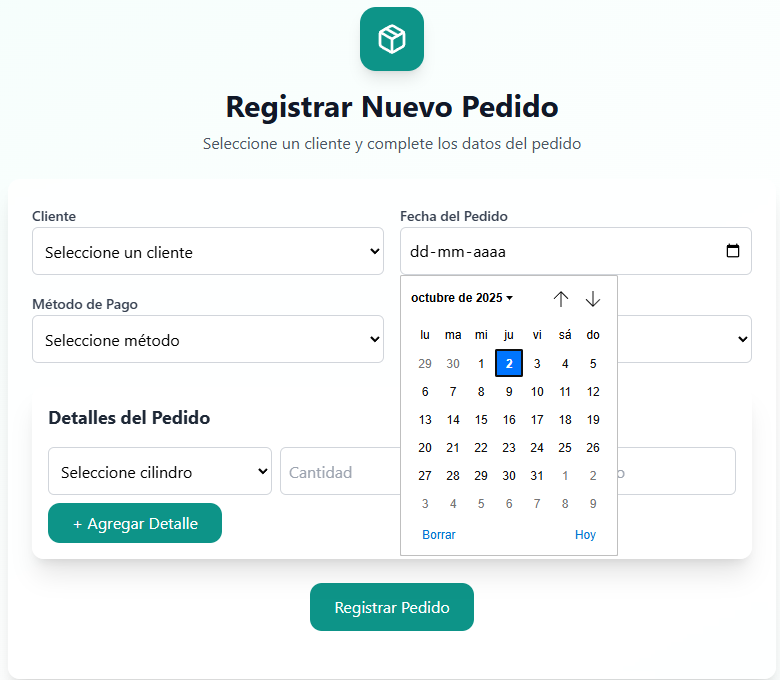 Registrar Nuevo Pedido
Seleccione un cliente y complete los datos del pedido
Cliente
Fecha del Pedido
Seleccione un cliente
dd-mm-aaaa
Método de Pago
Seleccione método
octubre de 2025
lu ma mi ju vi sá do
29 30 1 2 3 4 5
6 7 8 9 10 11 12
13 14 15 16 17 18 19
20 21 22 23 24 25 26
27 28 29 30 31 1 2
3 4 5 6 7 8 9
Borrar Hoy
Detalles del Pedido
Seleccione cilindro
Cantidad
+ Agregar Detalle
Registrar Pedido